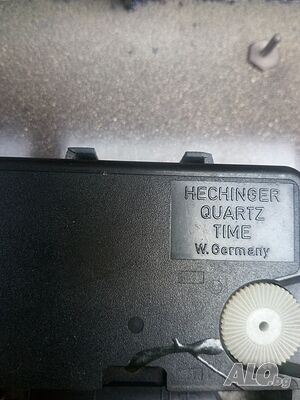 HECHINGER
QUARTZ
TIME
W. Germany
ALO.bg